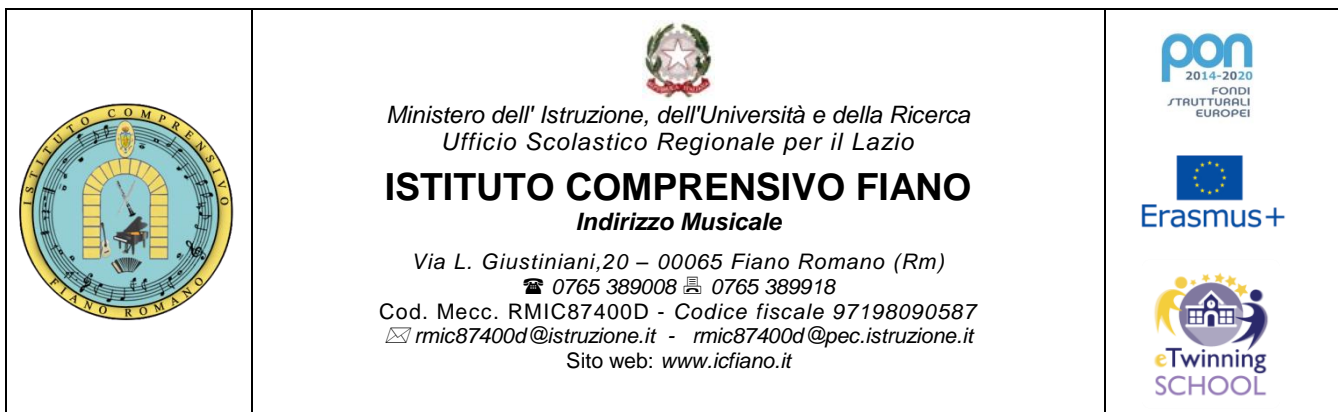 ISTITUTO COMPRENSIVO
FIANO ROMANO
Ministero dell' Istruzione, dell'Università e della Ricerca
Ufficio Scolastico Regionale per il Lazio
ISTITUTO COMPRENSIVO FIANO
Indirizzo Musicale
Via L. Giustiniani,20 – 00065 Fiano Romano (Rm)
☎ 0765 389008 📠 0765 389918
Cod. Mecc. RMIC87400D - Codice fiscale 97198090587
✉ rmic87400d@istruzione.it - rmic87400d@pec.istruzione.it
Sito web: www.icfiano.it
pon
2014-2020
FONDI
STRUTTURALI
EUROPEI
Erasmus+
eTwinning
SCHOOL